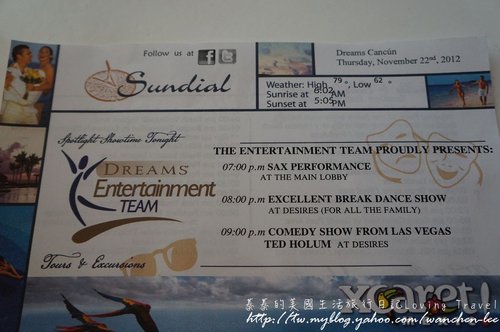 Follow us at
Sundial
Dreams Cancún
Thursday, November 22nd, 2012
Weather: High 79 °, Low 62 °
Sunrise at 8:02 AM
Sunset at 5:05 PM
Spotlight Showtime Tonight
THE ENTERTAINMENT TEAM PROUDLY PRESENTS:
07:00 p.m SAX PERFORMANCE
AT THE MAIN LOBBY
DREAMS
Entertainment
TEAM
08:00 p.m EXCELLENT BREAK DANCE SHOW
AT DESIRES (FOR ALL THE FAMILY)
09:00 p.m COMEDY SHOW FROM LAS VEGAS
TED HOLUM AT DESIRES
Tours & Excursions
xcaret!
泰泰的美國生活旅行日記Loving Travel
http://tw.myblog.yahoo.com/wanchen-lee